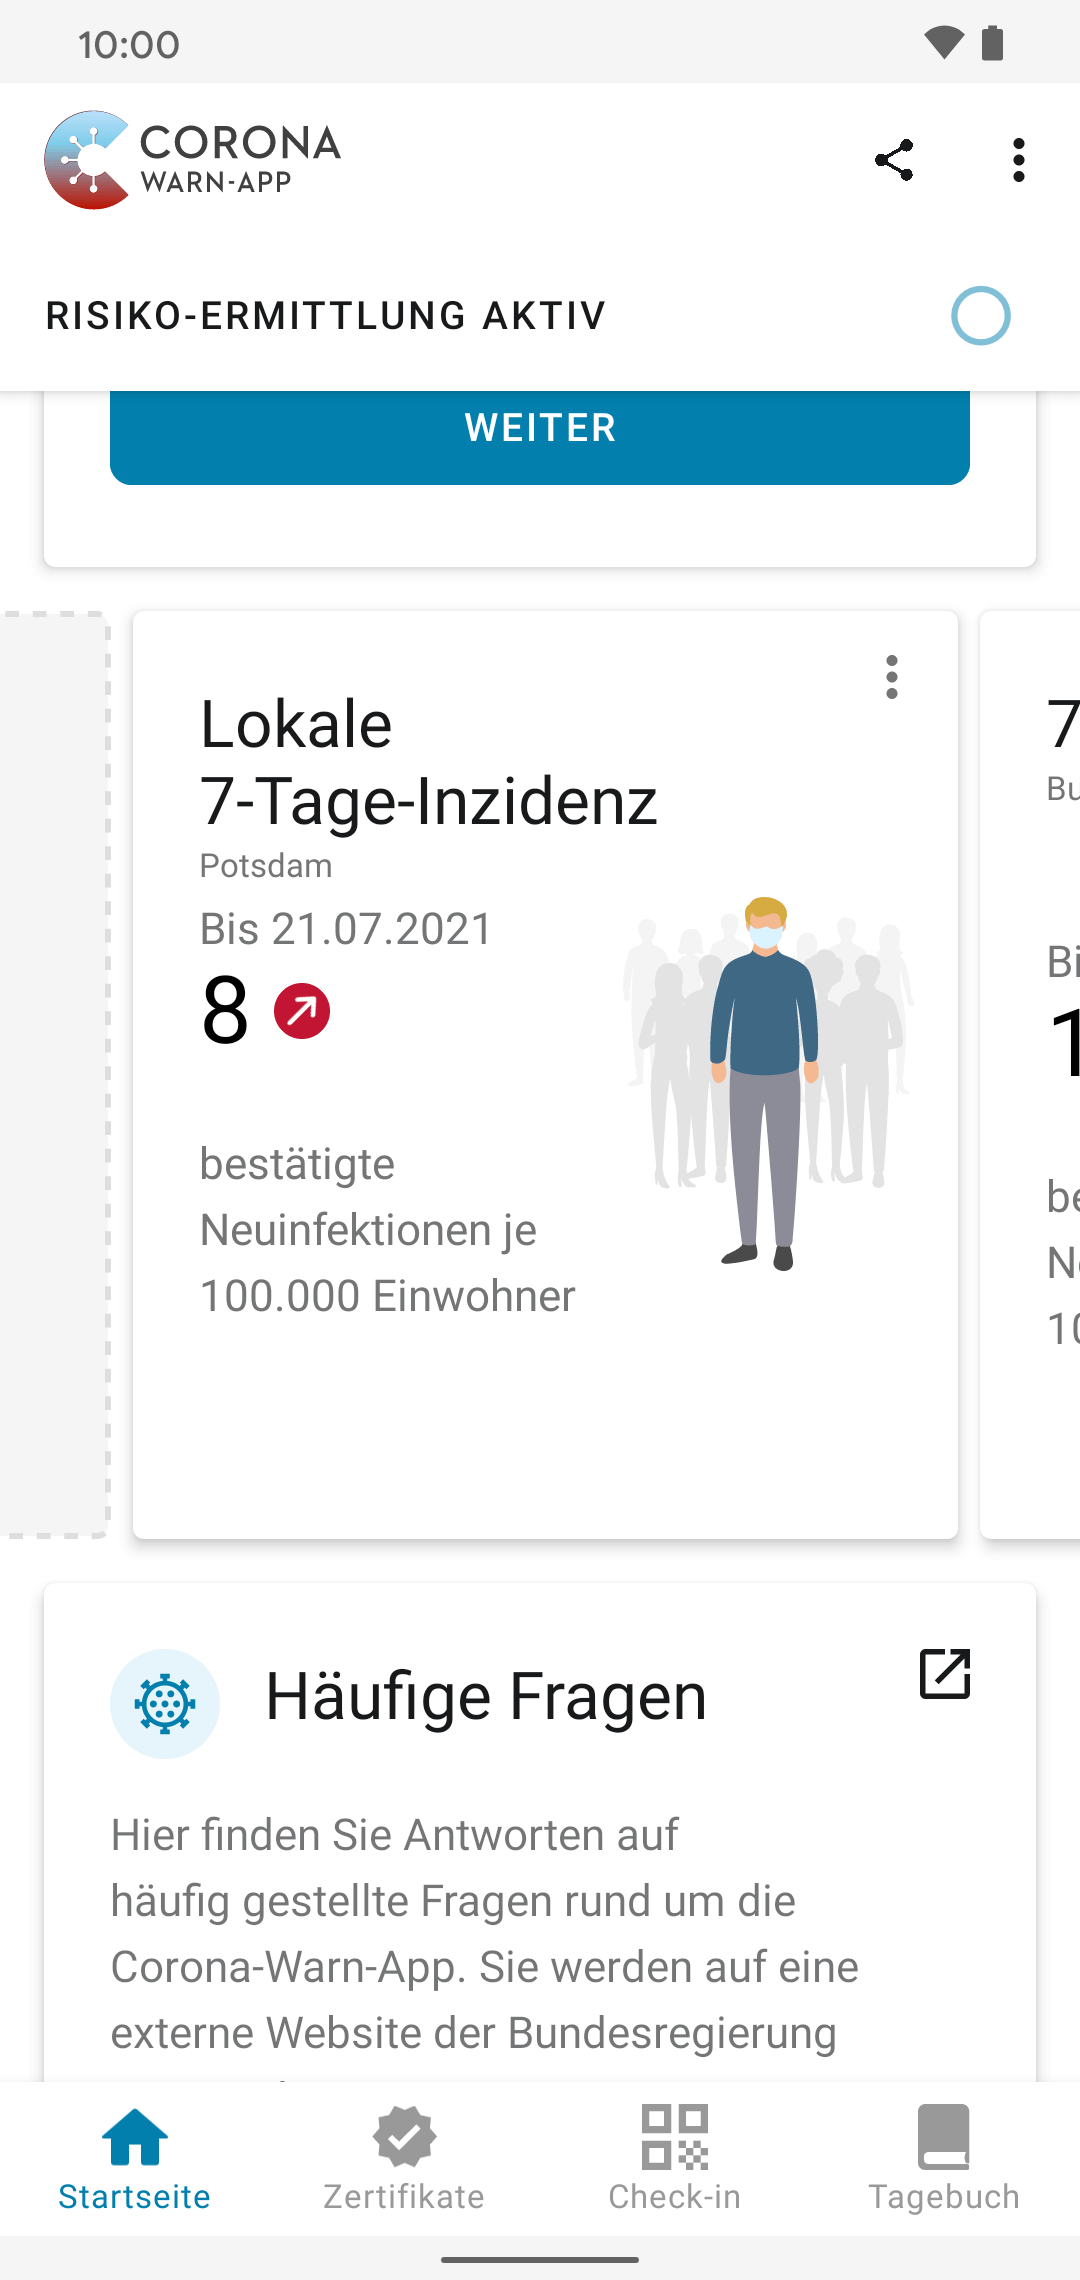 10:00
CORONA
WARN-APP
RISIKO-ERMITTLUNG AKTIV
WEITER
Lokale
7-Tage-Inzidenz
Potsdam
Bis 21.07.2021
8
bestätigte
Neuinfektionen je
100.000 Einwohner
7
Bu
Bi
1
be
Ne
10
Häufige Fragen
Hier finden Sie Antworten auf
häufig gestellte Fragen rund um die
Corona-Warn-App. Sie werden auf eine
externe Website der Bundesregierung
Startseite
Zertifikate
Check-in
Tagebuch